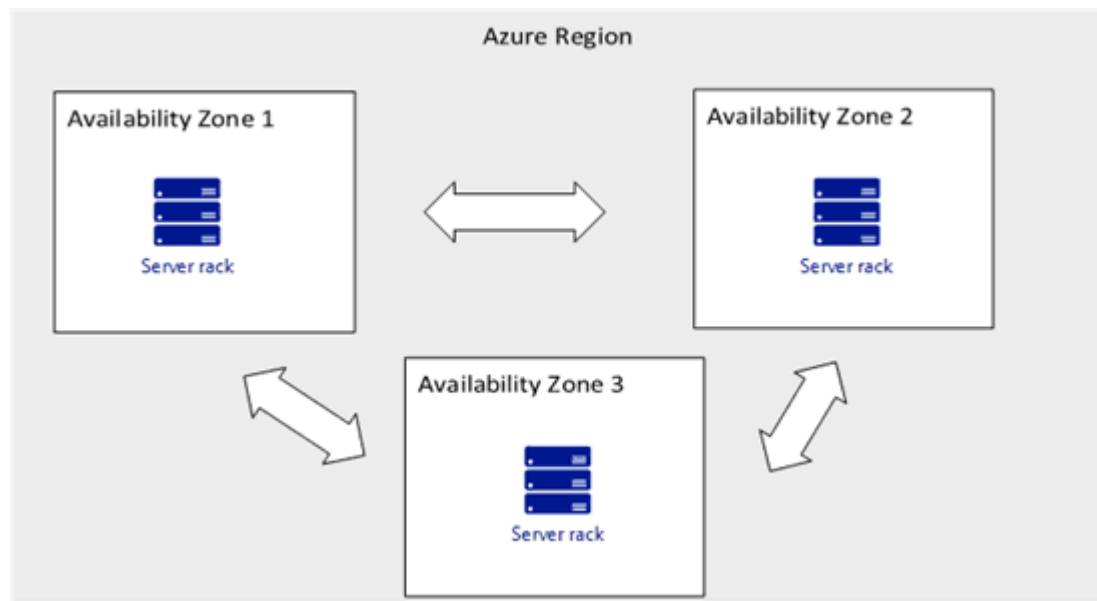 Azure Region
Availability Zone 1
Server rack
Availability Zone 2
Server rack
Availability Zone 3
Server rack